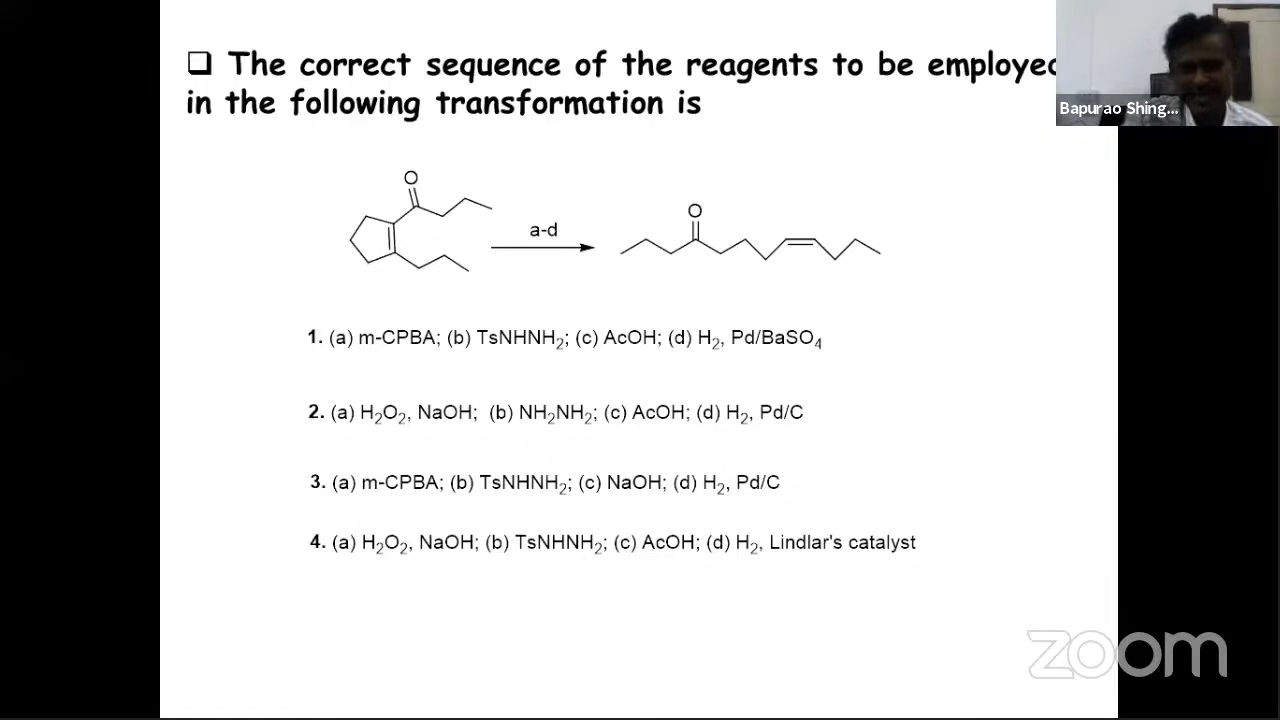 ❑ The correct sequence of the reagents to be employed
in the following transformation is
Bapurao Shing...
O
a-d
O
1. (a) m-CPBA; (b) TsNHNH₂; (c) AcOH; (d) H₂, Pd/BaSO₄
2. (a) H₂O₂, NaOH; (b) NH₂NH₂; (c) AcOH; (d) H₂, Pd/C
3. (a) m-CPBA; (b) TsNHNH₂; (c) NaOH; (d) H₂, Pd/C
4. (a) H₂O₂, NaOH; (b) TsNHNH₂; (c) AcOH; (d) H₂, Lindlar's catalyst
zoom